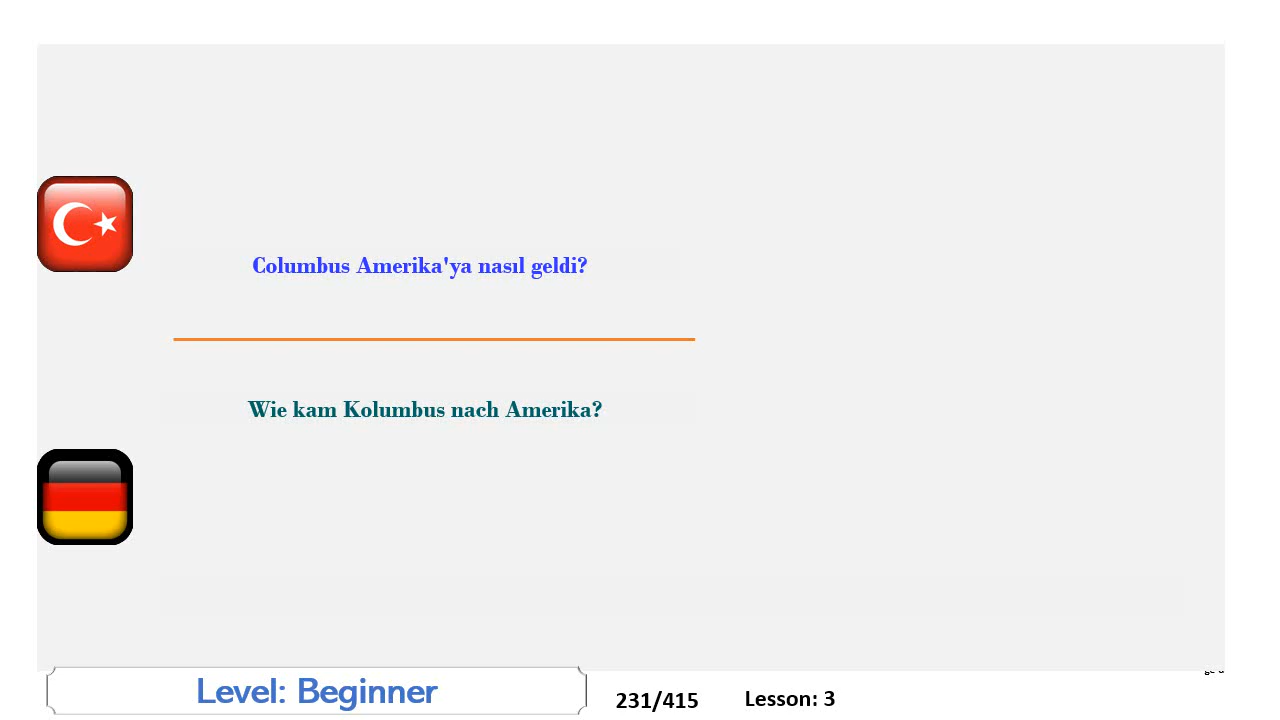 Columbus Amerika'ya nasıl geldi?
Wie kam Kolumbus nach Amerika?
Level: Beginner
231/415
Lesson: 3